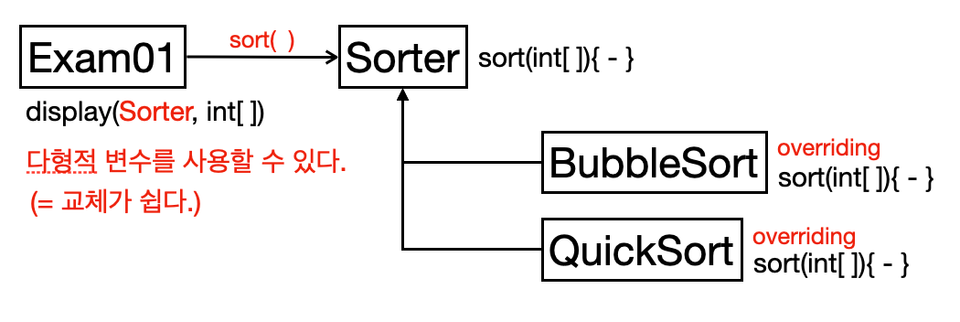 Exam01
sort( )
Sorter
sort(int[ ]){ - }
display(Sorter, int[ ])
다형적 변수를 사용할 수 있다.
(= 교체가 쉽다.)
BubbleSort
overriding
sort(int[ ]){ - }
QuickSort
overriding
sort(int[ ]){ - }